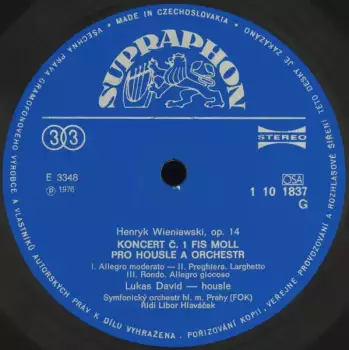 MADE IN CZECHOSLOVAKIA
VŠECHNA PRÁVA GRAMOFONOVÉHO VÝROBCE A VLASTNÍKŮ AUTORSKÝCH PRÁV K DÍLU VYHRAŽENA. POŘIZOVÁNÍ KOPIÍ, VEŘEJNÉ PROVOZOVÁNÍ A ROZHLASOVÉ ŠÍŘENÍ TÉTO DESKY JE ZAKÁZÁNO
SUPRAPHON
33
STEREO
E 3348
Ⓟ 1976
OSA
1 10 1837
G
Henryk Wieniawski, op. 14
KONCERT Č. 1 FIS MOLL
PRO HOUSLE A ORCHESTR
I. Allegro moderato — II. Preghiera. Larghetto
III. Rondo. Allegro giocoso
Lukas David — housle
Symfonický orchestr hl. m. Prahy (FOK)
Řídí Libor Hlaváček